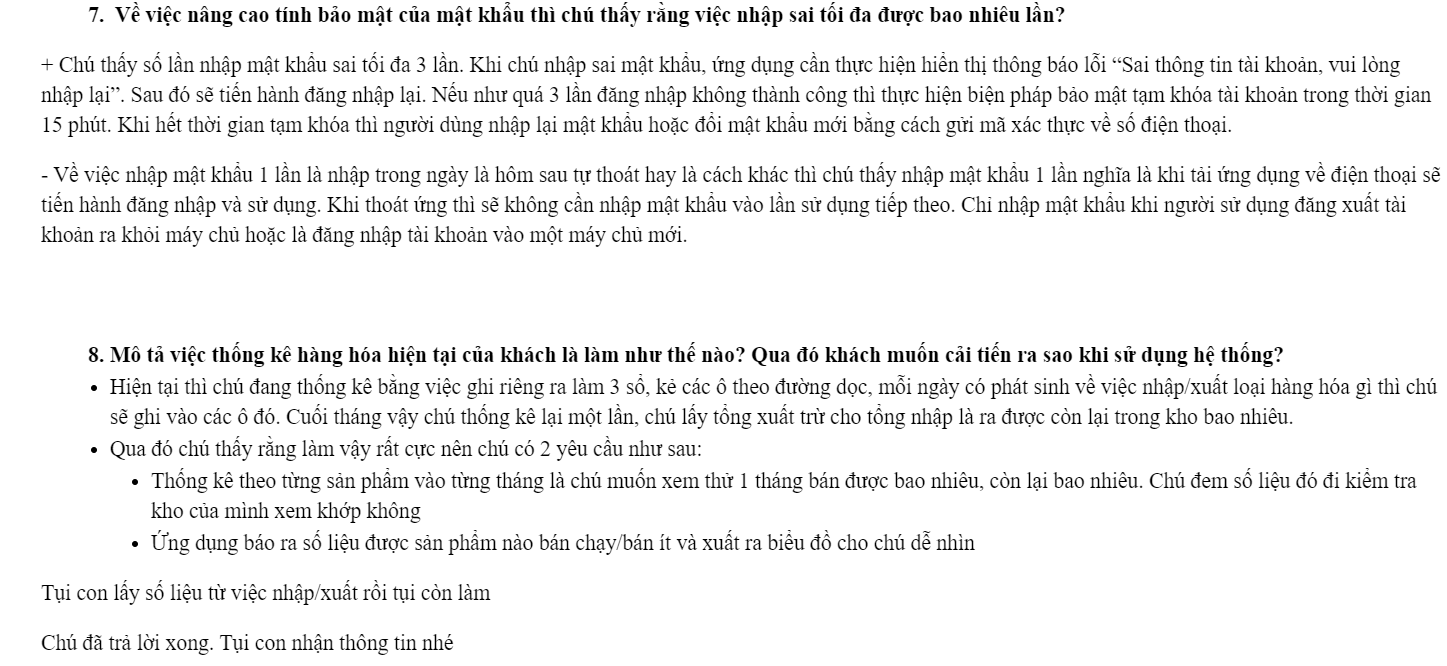 7. Về việc nâng cao tính bảo mật của mật khẩu thì chú thấy rằng việc nhập sai tối đa được bao nhiêu lần?
+ Chú thấy số lần nhập mật khẩu sai tối đa 3 lần. Khi chú nhập sai mật khẩu, ứng dụng cần thực hiện hiển thị thông báo lỗi “Sai thông tin tài khoản, vui lòng
nhập lại”. Sau đó sẽ tiến hành đăng nhập lại. Nếu như quá 3 lần đăng nhập không thành công thì thực hiện biện pháp bảo mật tạm khóa tài khoản trong thời gian
15 phút. Khi hết thời gian tạm khóa thì người dùng nhập lại mật khẩu hoặc đổi mật khẩu mới bằng cách gửi mã xác thực về số điện thoại.
- Về việc nhập mật khẩu 1 lần là nhập trong ngày là hôm sau tự thoát hay là cách khác thì chú thấy nhập mật khẩu 1 lần nghĩa là khi tải ứng dụng về điện thoại sẽ
tiến hành đăng nhập và sử dụng. Khi thoát ứng thì sẽ không cần nhập mật khẩu vào lần sử dụng tiếp theo. Chỉ nhập mật khẩu khi người sử dụng đăng xuất tài
khoản ra khỏi máy chủ hoặc là đăng nhập tài khoản vào một máy chủ mới.
8. Mô tả việc thống kê hàng hóa hiện tại của khách là làm như thế nào? Qua đó khách muốn cải tiến ra sao khi sử dụng hệ thống?
• Hiện tại thì chú đang thống kê bằng việc ghi riêng ra làm 3 sổ, kẻ các ô theo đường dọc, mỗi ngày có phát sinh về việc nhập/xuất loại hàng hóa gì thì chú
sẽ ghi vào các ô đó. Cuối tháng vậy chú thống kê lại một lần, chú lấy tổng xuất trừ cho tổng nhập là ra được còn lại trong kho bao nhiêu.
• Qua đó chú thấy rằng làm vậy rất cực nên chú có 2 yêu cầu như sau:
• Thống kê theo từng sản phẩm vào từng tháng là chú muốn xem thử 1 tháng bán được bao nhiêu, còn lại bao nhiêu. Chú đem số liệu đó đi kiểm tra
kho của mình xem khớp không
• Ứng dụng báo ra số liệu được sản phẩm nào bán chạy/bán ít và xuất ra biểu đồ cho chú dễ nhìn
Tụi con lấy số liệu từ việc nhập/xuất rồi tụi còn làm
Chú đã trả lời xong. Tụi con nhận thông tin nhé